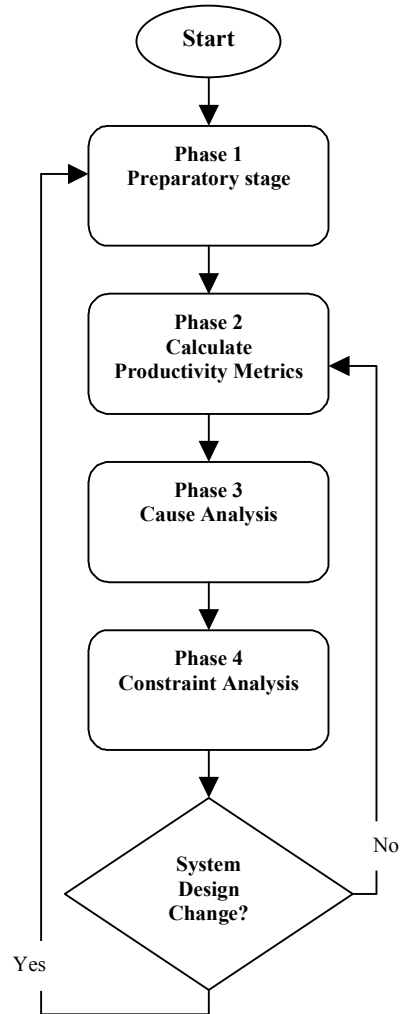 Start
Phase 1
Preparatory stage
Phase 2
Calculate
Productivity Metrics
Phase 3
Cause Analysis
Phase 4
Constraint Analysis
System
Design
Change?
No
Yes